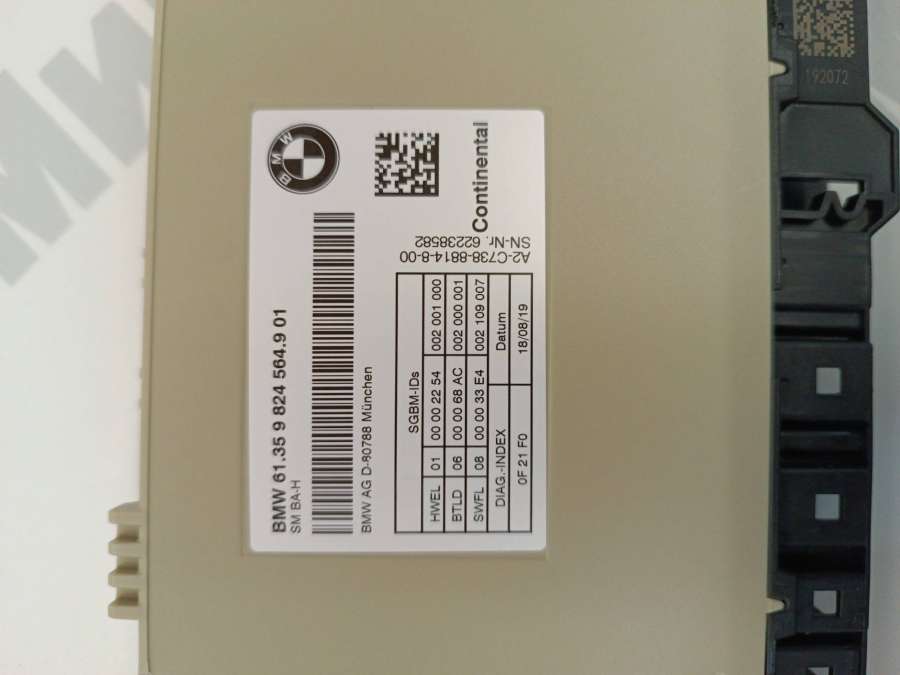 BMW
Continental
BMW 61.35 9 824 564.9 01
SM BA-H
BMW AG D-80788 München
A2-C738-8814-8-00
SN-Nr. 62238582
SGBM-IDs
HWEL 01 00 00 22 54 002 001 000
BTLD 06 00 00 68 AC 002 000 001
SWFL 08 00 00 33 E4 002 109 007
DIAG.-INDEX Datum
0F 21 F0 18/08/19
192072
Мин